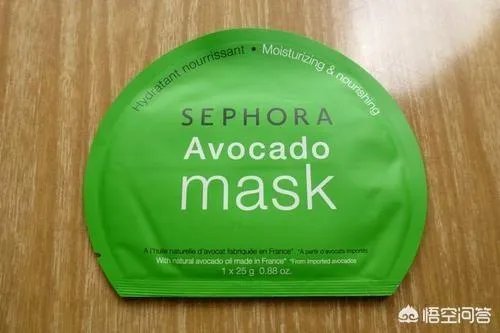 Hydratant nourrissant • Moisturizing & nourishing
SEPHORA
Avocado
mask
A l'huile naturelle d'avocat fabriquée en France*. *A partir d'avocats importés
With natural avocado oil made in France* *From imported avocados
1 x 25 g 0.88 oz.
悟空问答